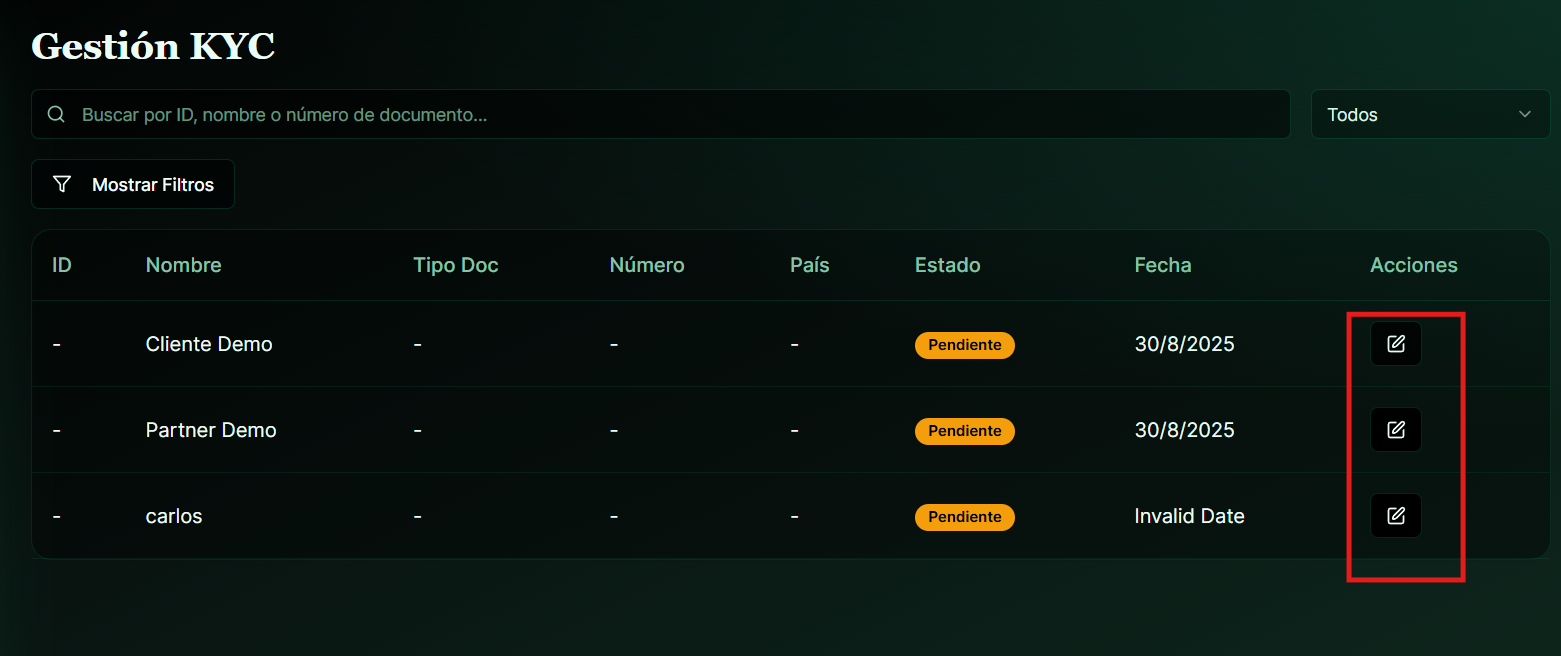 Gestión KYC
Buscar por ID, nombre o número de documento...
Todos
Mostrar Filtros
ID Nombre Tipo Doc Número País Estado Fecha Acciones
- Cliente Demo - - - Pendiente 30/8/2025
- Partner Demo - - - Pendiente 30/8/2025
- carlos - - - Pendiente Invalid Date